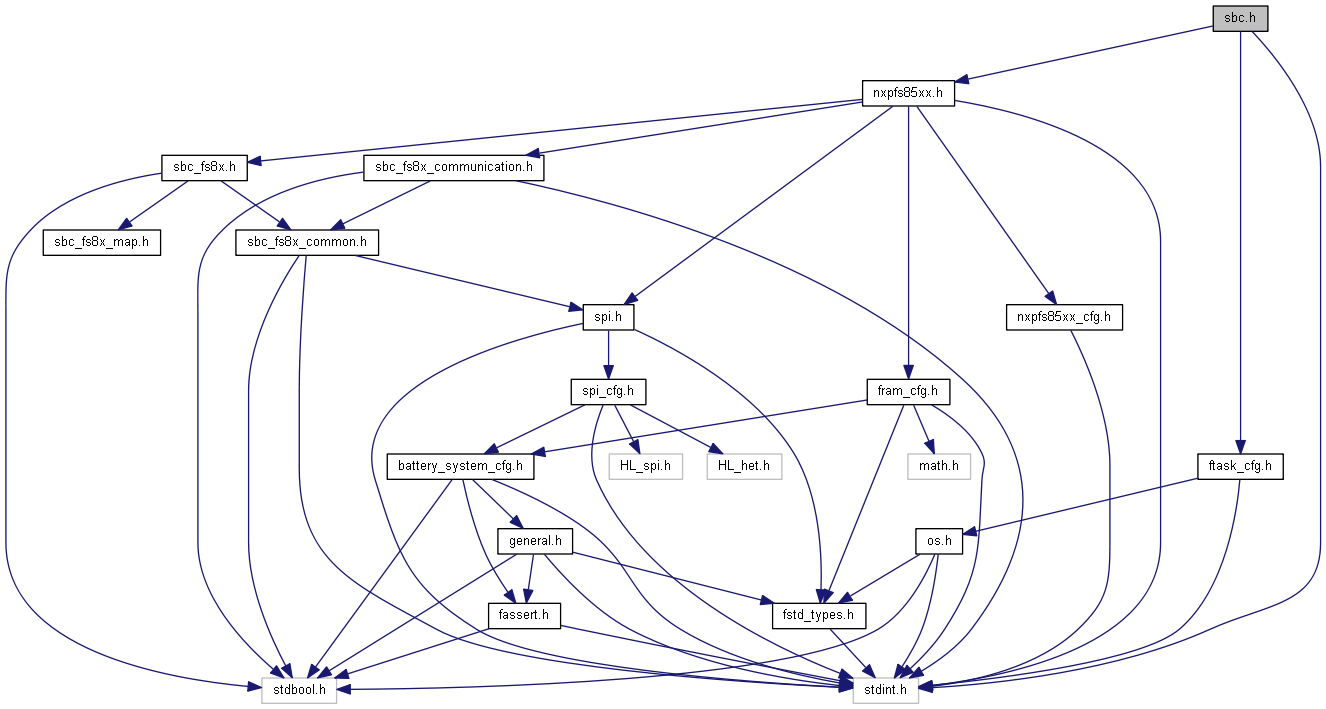 sbc.h
nxpfs85xx.h
sbc_fs8x.h
sbc_fs8x_communication.h
sbc_fs8x_map.h
sbc_fs8x_common.h
spi.h
nxpfs85xx_cfg.h
spi_cfg.h
fram_cfg.h
battery_system_cfg.h
HL_spi.h
HL_het.h
math.h
ftask_cfg.h
general.h
os.h
fassert.h
fstd_types.h
stdbool.h
stdint.h